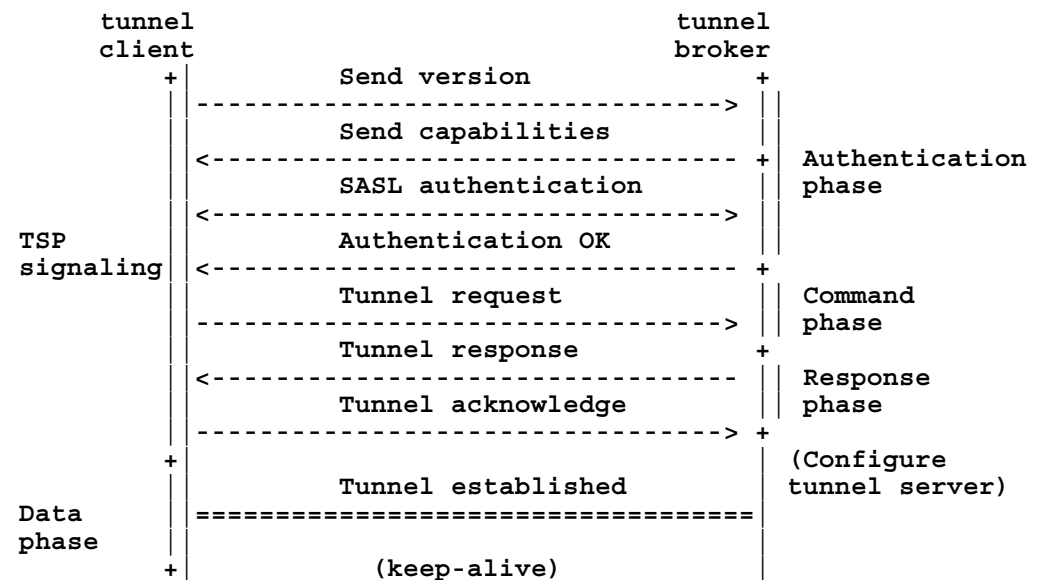 tunnel tunnel
client broker
+| Send version +
||---------------------------------> ||
|| Send capabilities ||
||<--------------------------------- +| Authentication
|| SASL authentication || phase
||<--------------------------------> ||
TSP || Authentication OK ||
signaling||<--------------------------------- +
|| Tunnel request || Command
||---------------------------------> || phase
|| Tunnel response +
||<--------------------------------- || Response
|| Tunnel acknowledge || phase
||---------------------------------> +
+| | (Configure
|| Tunnel established | tunnel server)
Data ||===================================|
phase || |
+| (keep-alive) |